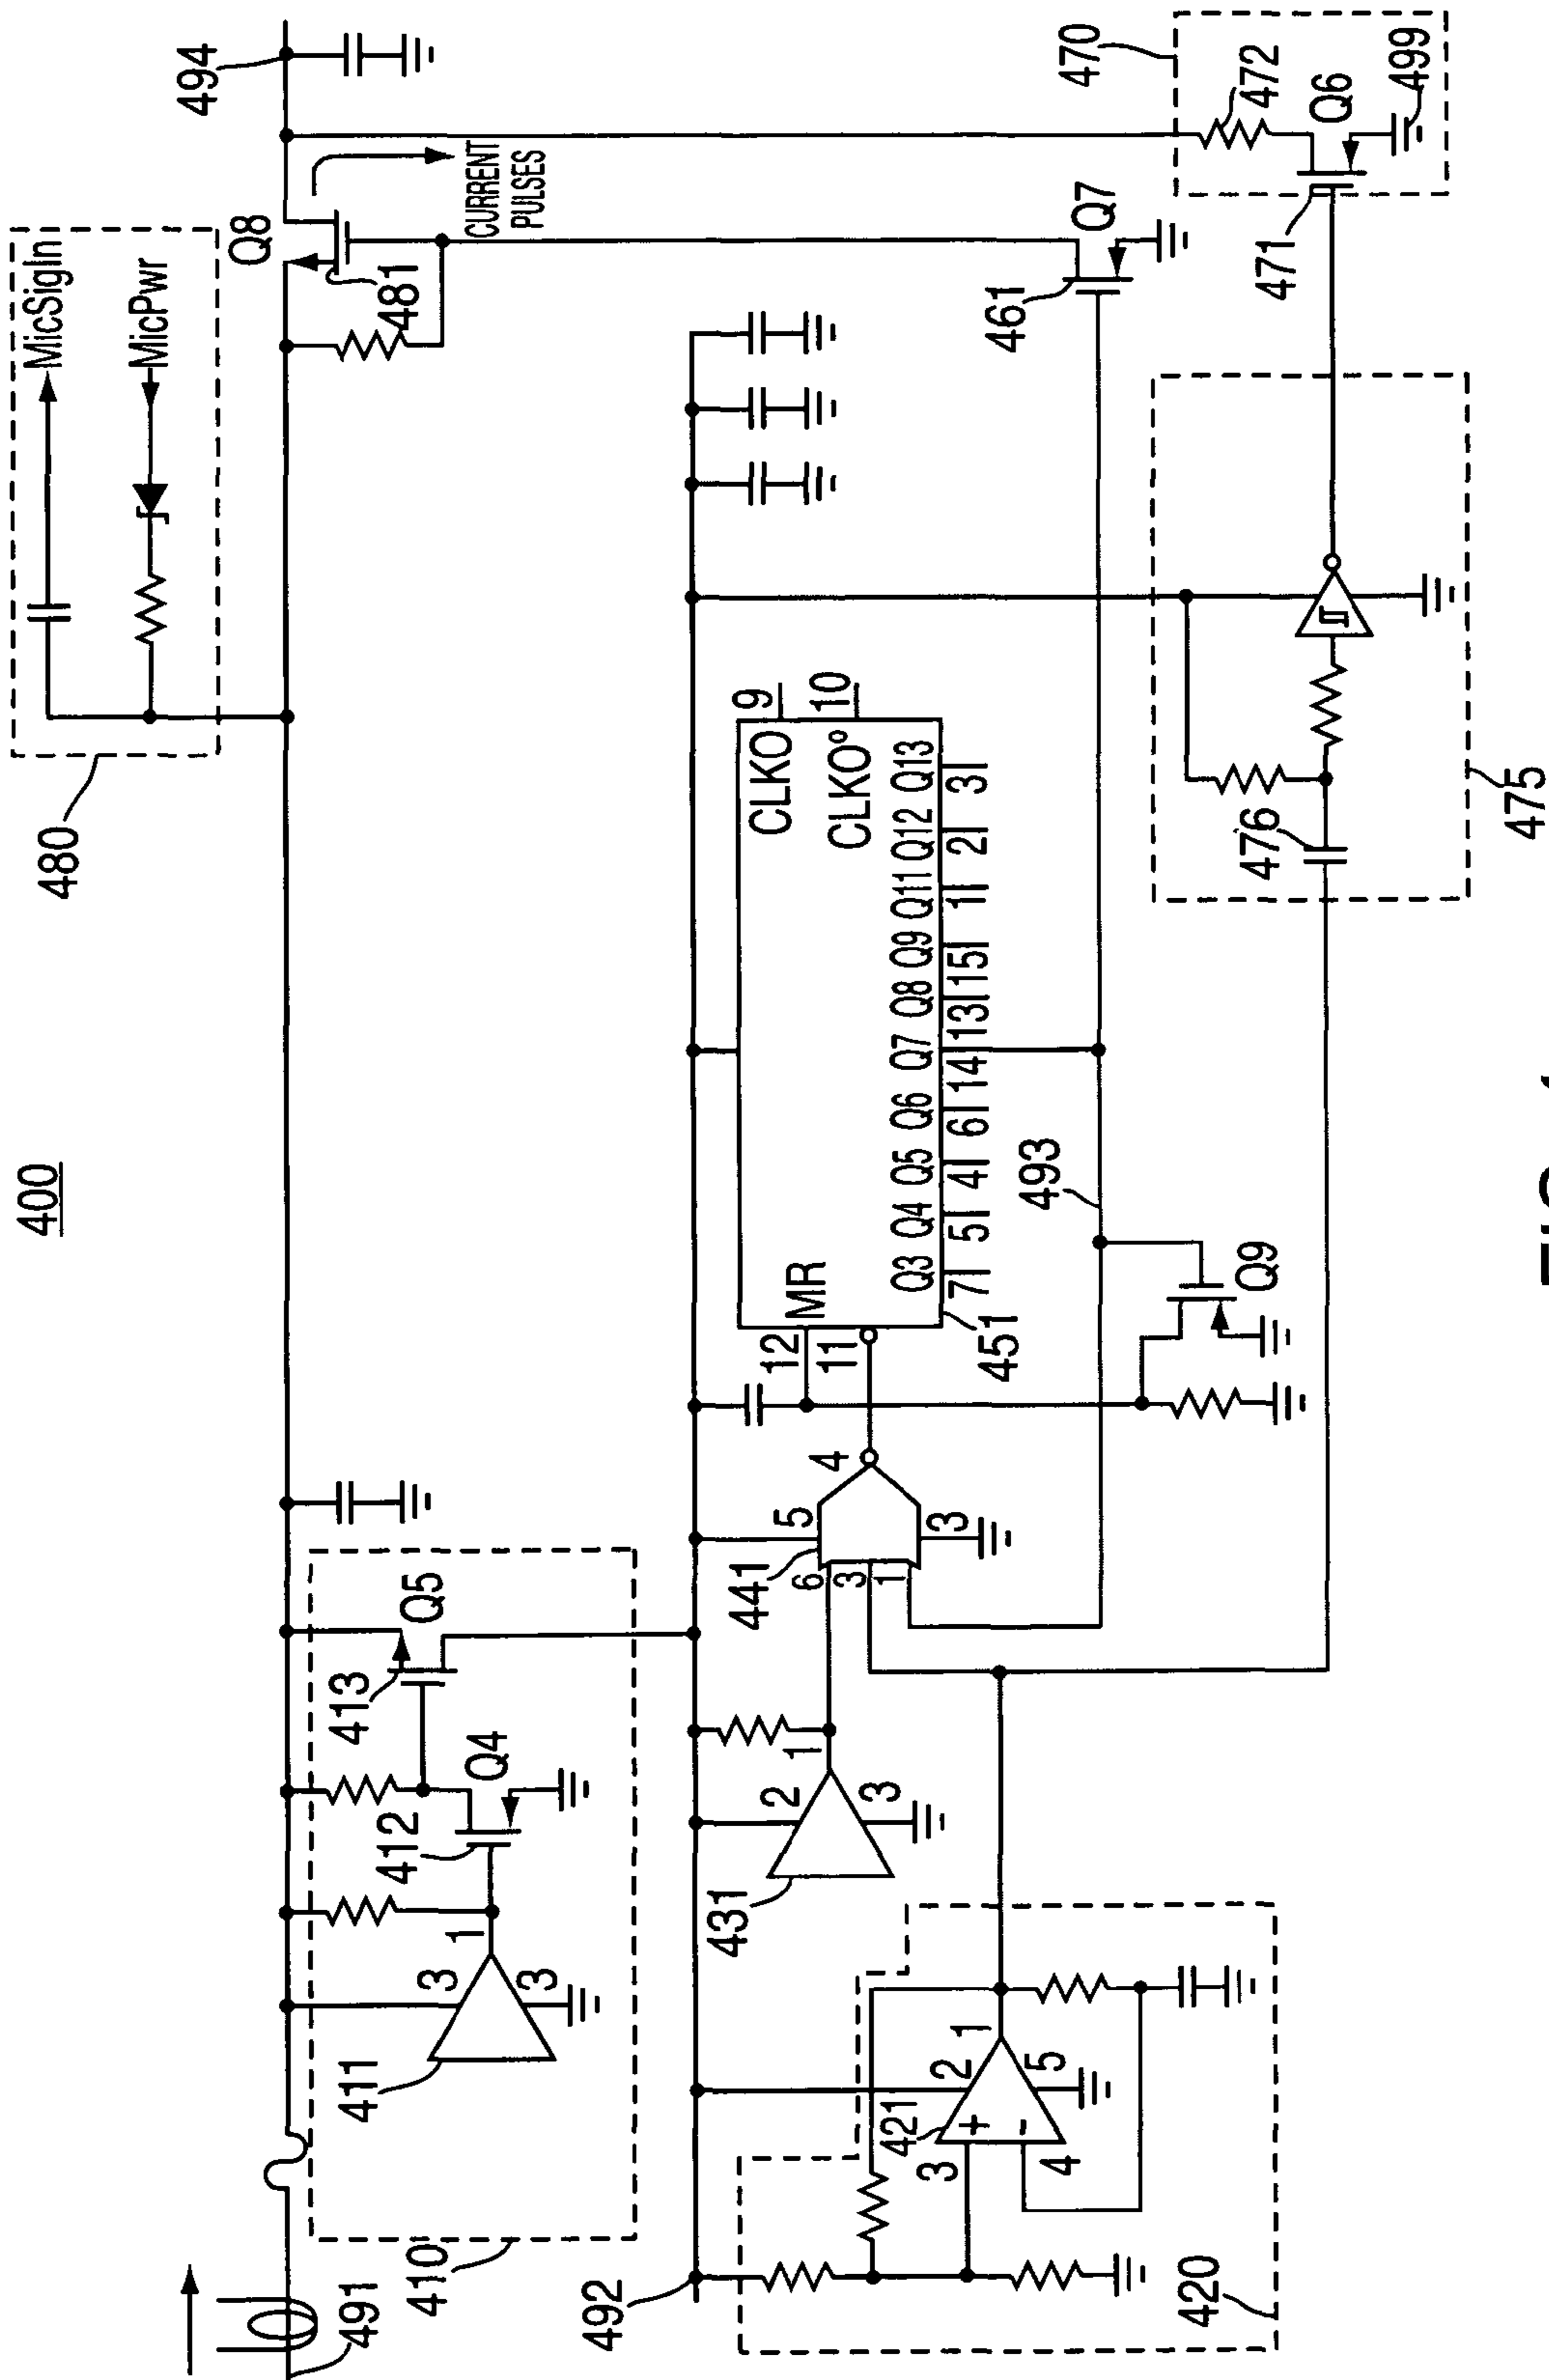 400
480
MicSigIn
MicPwr
Q8
481
494
CURRENT
PULSES
491
410
411
3
3
1
412
Q4
413
Q5
492
420
421
+
-
3
4
2
5
1
431
2
3
1
441
6
3
1
5
3
4
12
11
MR
451
CLKO 9
CLKO° 10
Q3 Q4 Q5 Q6 Q7 Q8 Q9 Q11 Q12 Q13
7 5 4 6 14 13 15 1 2 3
493
Q9
461
Q7
470
472
Q6
471
499
476
475